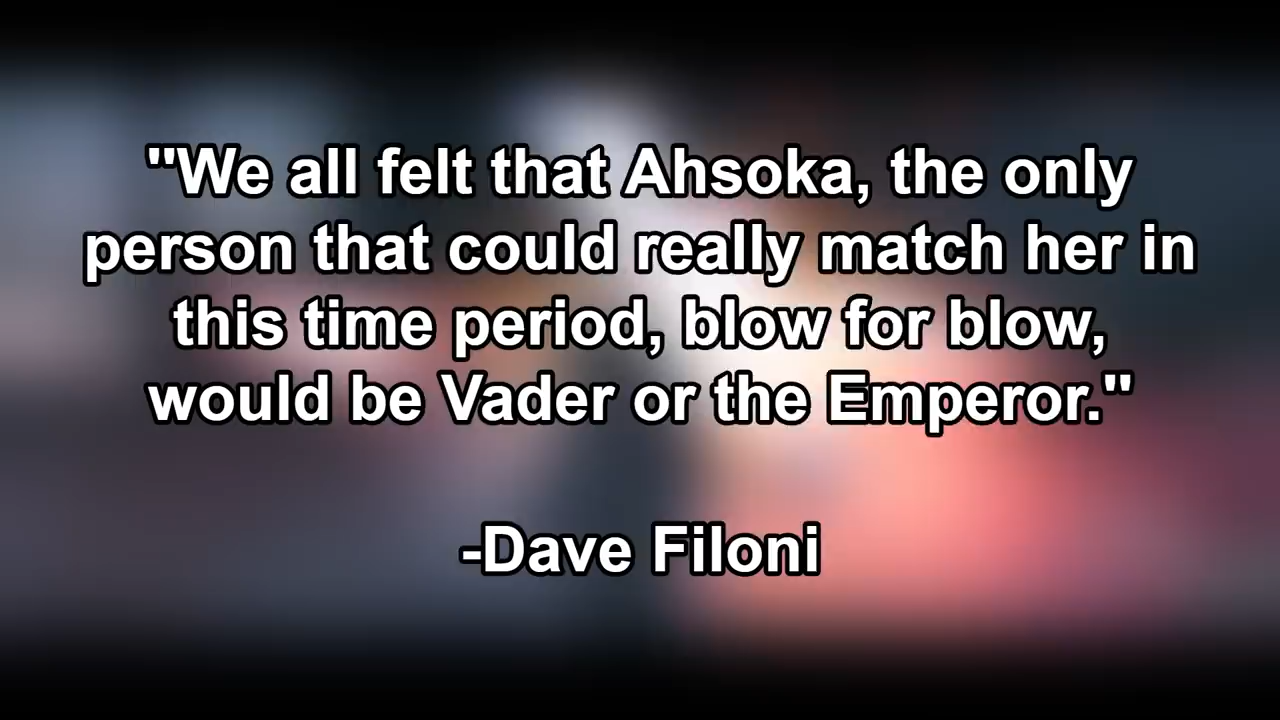 "We all felt that Ahsoka, the only
person that could really match her in
this time period, blow for blow,
would be Vader or the Emperor."
-Dave Filoni